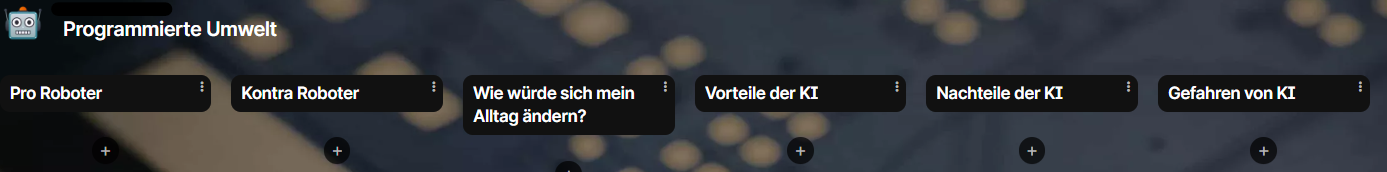 Programmierte Umwelt
Pro Roboter
Kontra Roboter
Wie würde sich mein
Alltag ändern?
Vorteile der KI
Nachteile der KI
Gefahren von KI